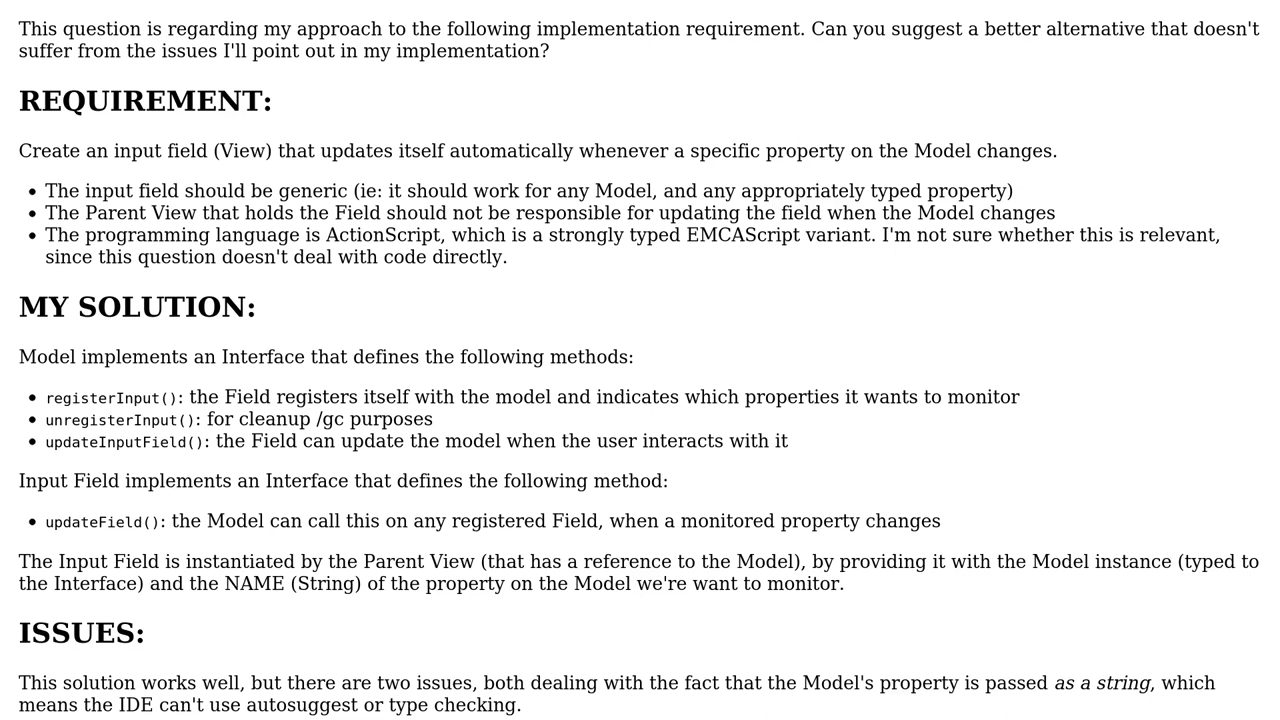 This question is regarding my approach to the following implementation requirement. Can you suggest a better alternative that doesn't
suffer from the issues I'll point out in my implementation?
REQUIREMENT:
Create an input field (View) that updates itself automatically whenever a specific property on the Model changes.
• The input field should be generic (ie: it should work for any Model, and any appropriately typed property)
• The Parent View that holds the Field should not be responsible for updating the field when the Model changes
• The programming language is ActionScript, which is a strongly typed EMCAScript variant. I'm not sure whether this is relevant,
since this question doesn't deal with code directly.
MY SOLUTION:
Model implements an Interface that defines the following methods:
• registerInput(): the Field registers itself with the model and indicates which properties it wants to monitor
• unregisterInput(): for cleanup /gc purposes
• updateInputField(): the Field can update the model when the user interacts with it
Input Field implements an Interface that defines the following method:
• updateField(): the Model can call this on any registered Field, when a monitored property changes
The Input Field is instantiated by the Parent View (that has a reference to the Model), by providing it with the Model instance (typed to
the Interface) and the NAME (String) of the property on the Model we're want to monitor.
ISSUES:
This solution works well, but there are two issues, both dealing with the fact that the Model's property is passed as a string, which
means the IDE can't use autosuggest or type checking.